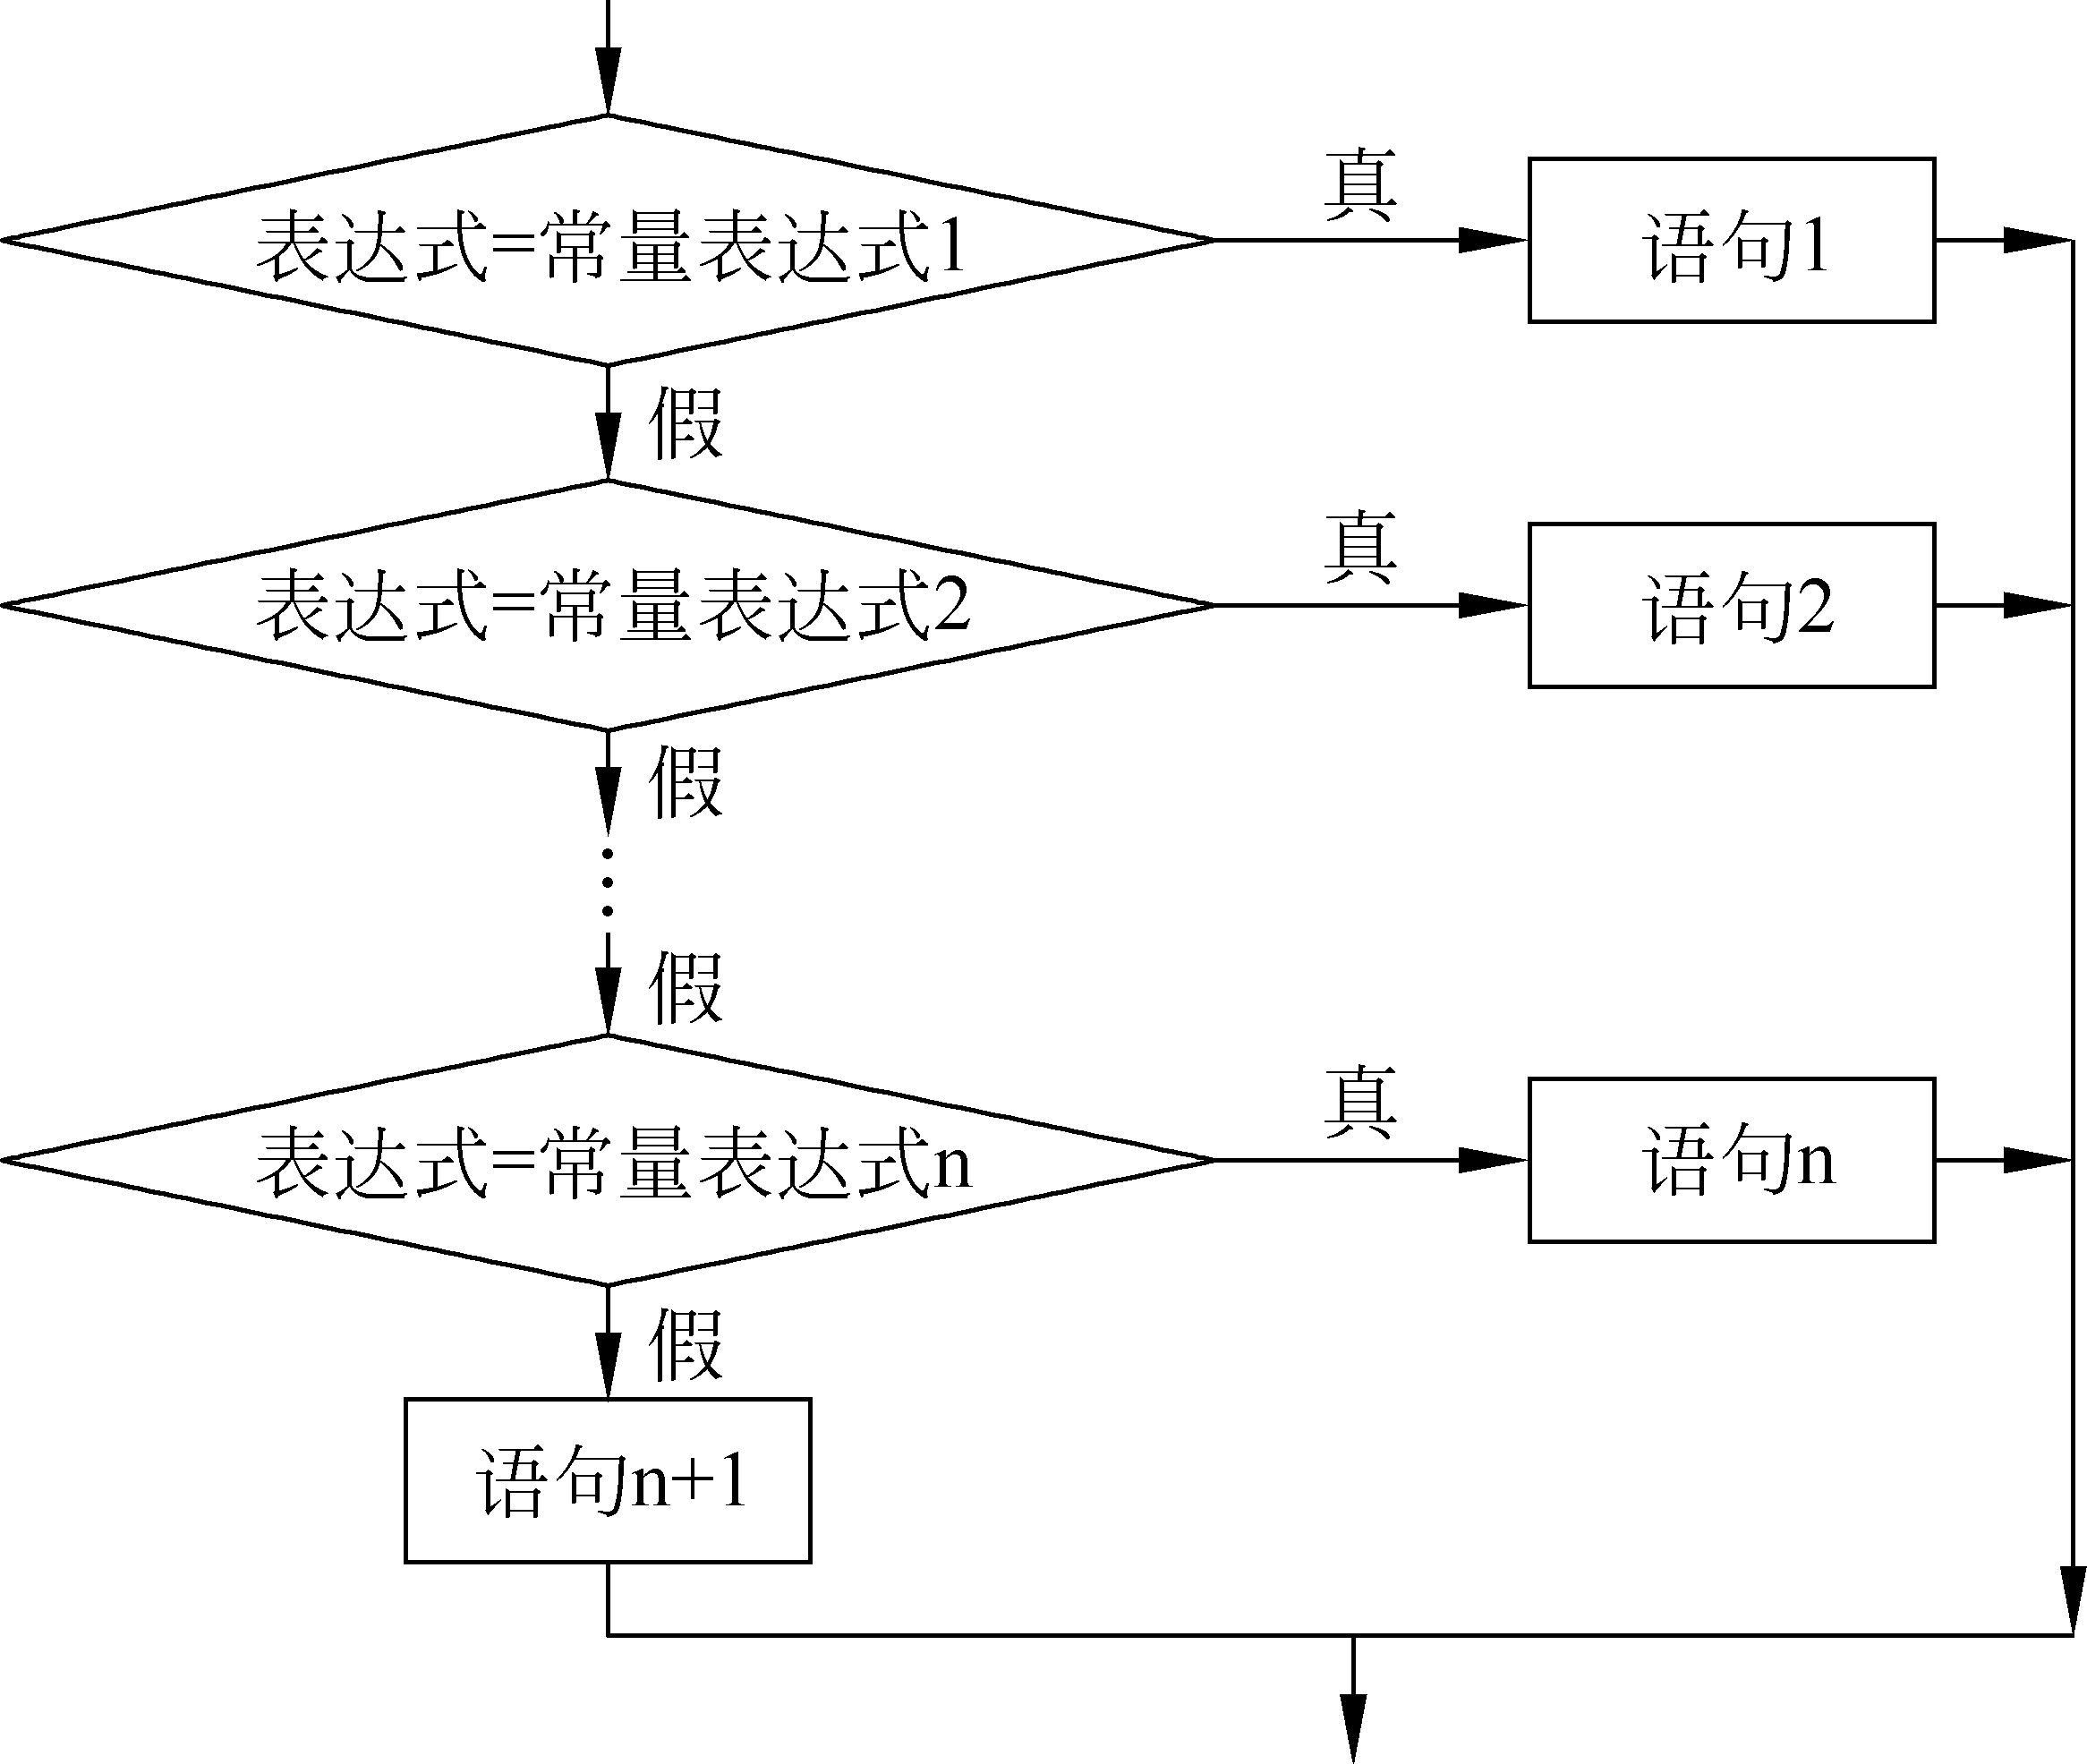 真
表达式=常量表达式1
语句1
假
真
表达式=常量表达式2
语句2
假
假
真
表达式=常量表达式n
语句n
假
语句n+1